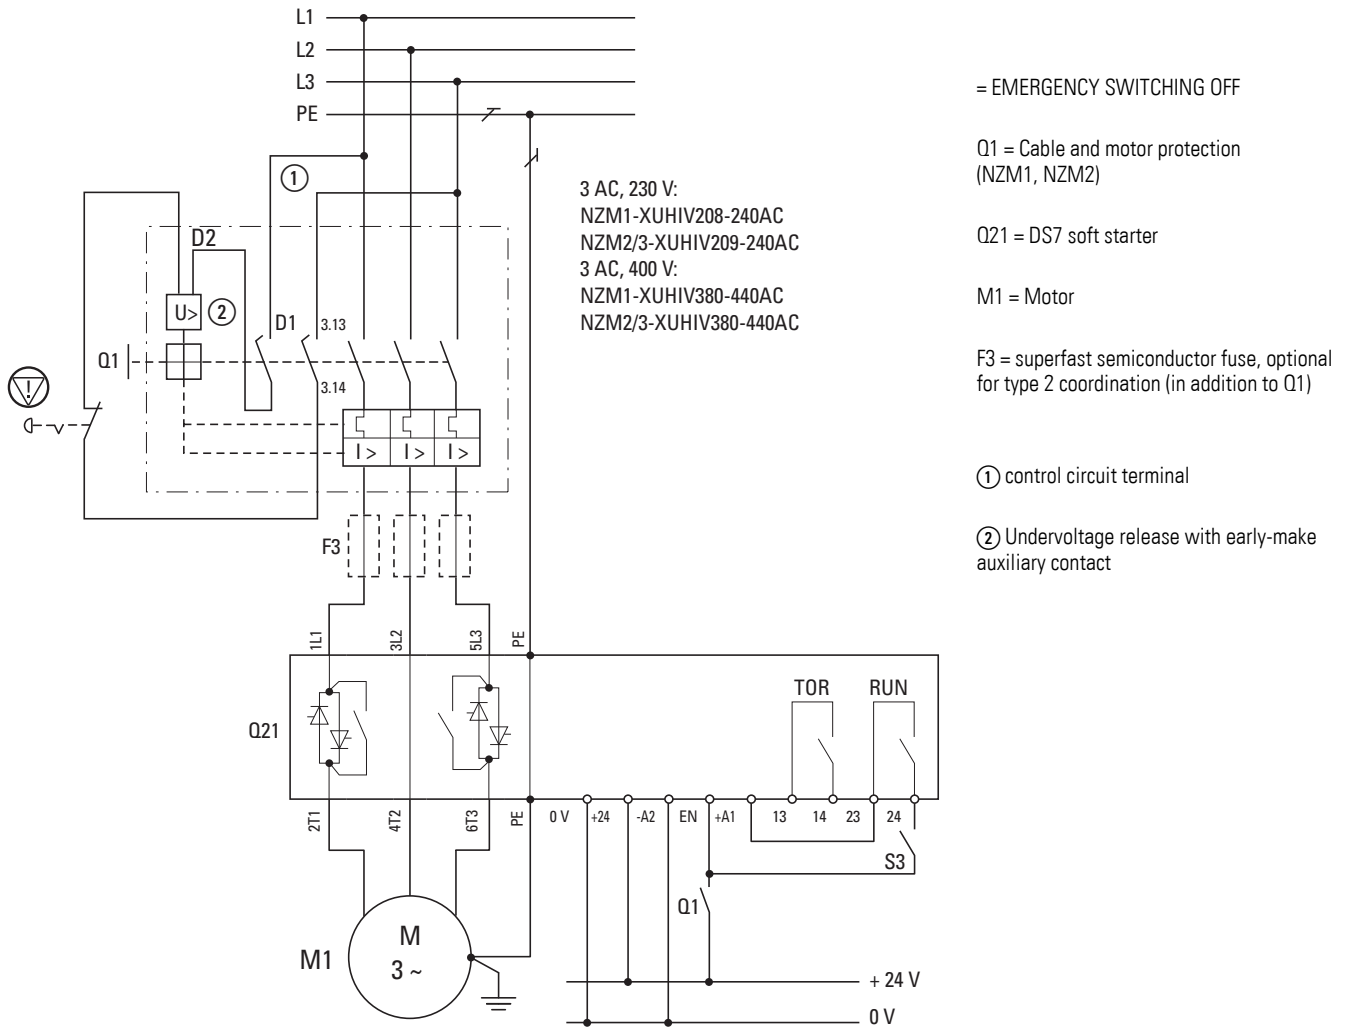 L1
L2
L3
PE
= EMERGENCY SWITCHING OFF
Q1 = Cable and motor protection
(NZM1, NZM2)
Q21 = DS7 soft starter
M1 = Motor
F3 = superfast semiconductor fuse, optional
for type 2 coordination (in addition to Q1)
① control circuit terminal
② Undervoltage release with early-make
auxiliary contact
①
3 AC, 230 V:
NZM1-XUHIV208-240AC
NZM2/3-XUHIV209-240AC
3 AC, 400 V:
NZM1-XUHIV380-440AC
NZM2/3-XUHIV380-440AC
D2
U>
②
D1
3.13
Q1
3.14
I >
I >
I >
F3
1L1
3L2
5L3
PE
TOR
RUN
Q21
2T1
4T2
6T3
PE
0 V
+24
-A2
EN
+A1
13
14
23
24
S3
Q1
M1
M
3 ~
+ 24 V
0 V